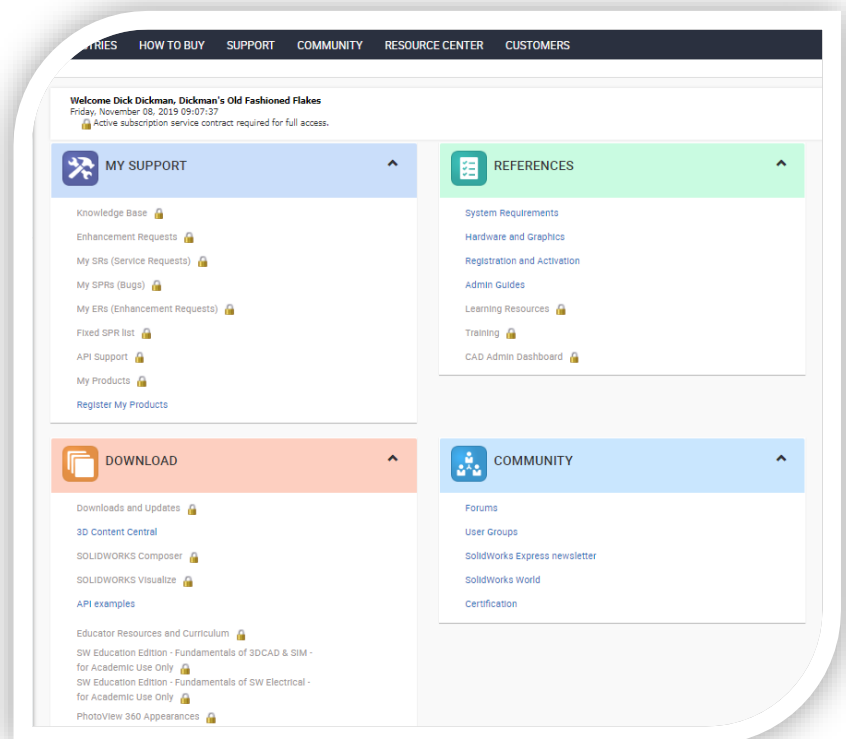 HOW TO BUY SUPPORT COMMUNITY RESOURCE CENTER CUSTOMERS
Welcome Dick Dickman, Dickman's Old Fashioned Flakes
Friday, November 08, 2019 09:07:37
Active subscription service contract required for full access.
MY SUPPORT
Knowledge Base
Enhancement Requests
My SRs (Service Requests)
My SPRs (Bugs)
My ERs (Enhancement Requests)
Fixed SPR list
API Support
My Products
Register My Products
REFERENCES
System Requirements
Hardware and Graphics
Registration and Activation
Admin Guides
Learning Resources
Training
CAD Admin Dashboard
DOWNLOAD
Downloads and Updates
3D Content Central
SOLIDWORKS Composer
SOLIDWORKS Visualize
API examples
Educator Resources and Curriculum
SW Education Edition - Fundamentals of 3DCAD & SIM -
for Academic Use Only
SW Education Edition - Fundamentals of SW Electrical -
for Academic Use Only
PhotoView 360 Appearances
COMMUNITY
Forums
User Groups
SolidWorks Express newsletter
SolidWorks World
Certification